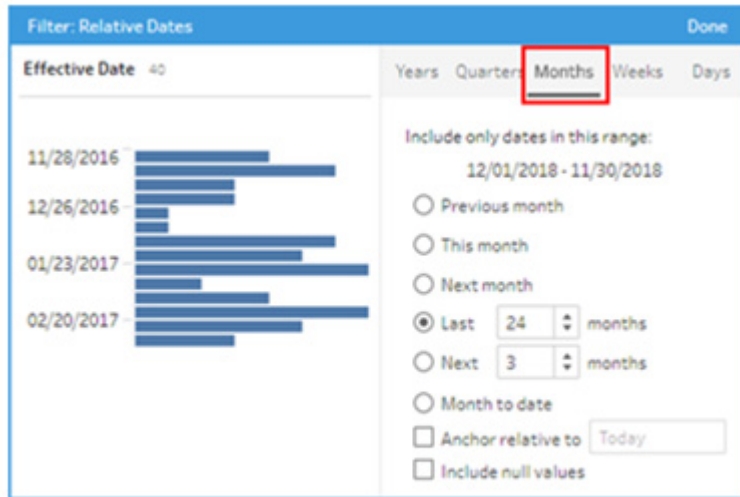 Filter: Relative Dates Done
Effective Date 40
11/28/2016
12/26/2016
01/23/2017
02/20/2017
Years Quarters Months Weeks Days
Include only dates in this range:
12/01/2018 - 11/30/2018
Previous month
This month
Next month
Last 24 months
Next 3 months
Month to date
Anchor relative to Today
Include null values